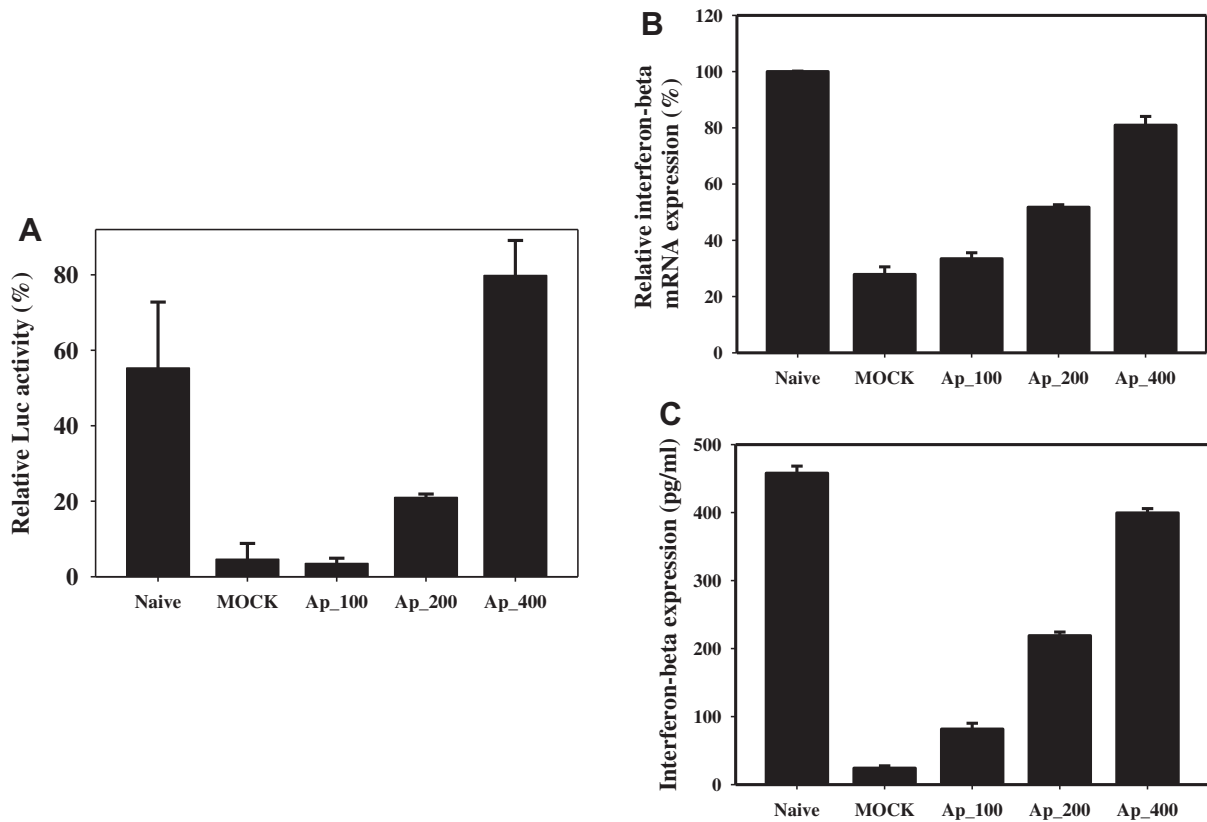 A
Relative Luc activity (%)
80
60
40
20
0
Naive MOCK Ap_100 Ap_200 Ap_400
B
Relative interferon-beta
mRNA expression (%)
120
100
80
60
40
20
0
Naive MOCK Ap_100 Ap_200 Ap_400
C
Interferon-beta expression (pg/ml)
500
400
300
200
100
0
Naive MOCK Ap_100 Ap_200 Ap_400